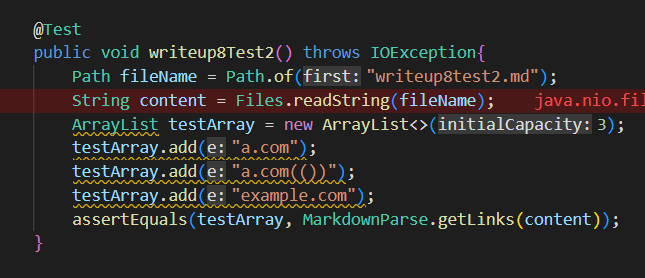 @Test
public void writeup8Test2() throws IOException{
Path fileName = Path.of(first: "writeup8test2.md");
String content = Files.readString(fileName); java.nio.fil
ArrayList testArray = new ArrayList<>(initialCapacity: 3);
testArray.add(e: "a.com");
testArray.add(e: "a.com(())");
testArray.add(e: "example.com");
assertEquals(testArray, MarkdownParse.getLinks(content));
}